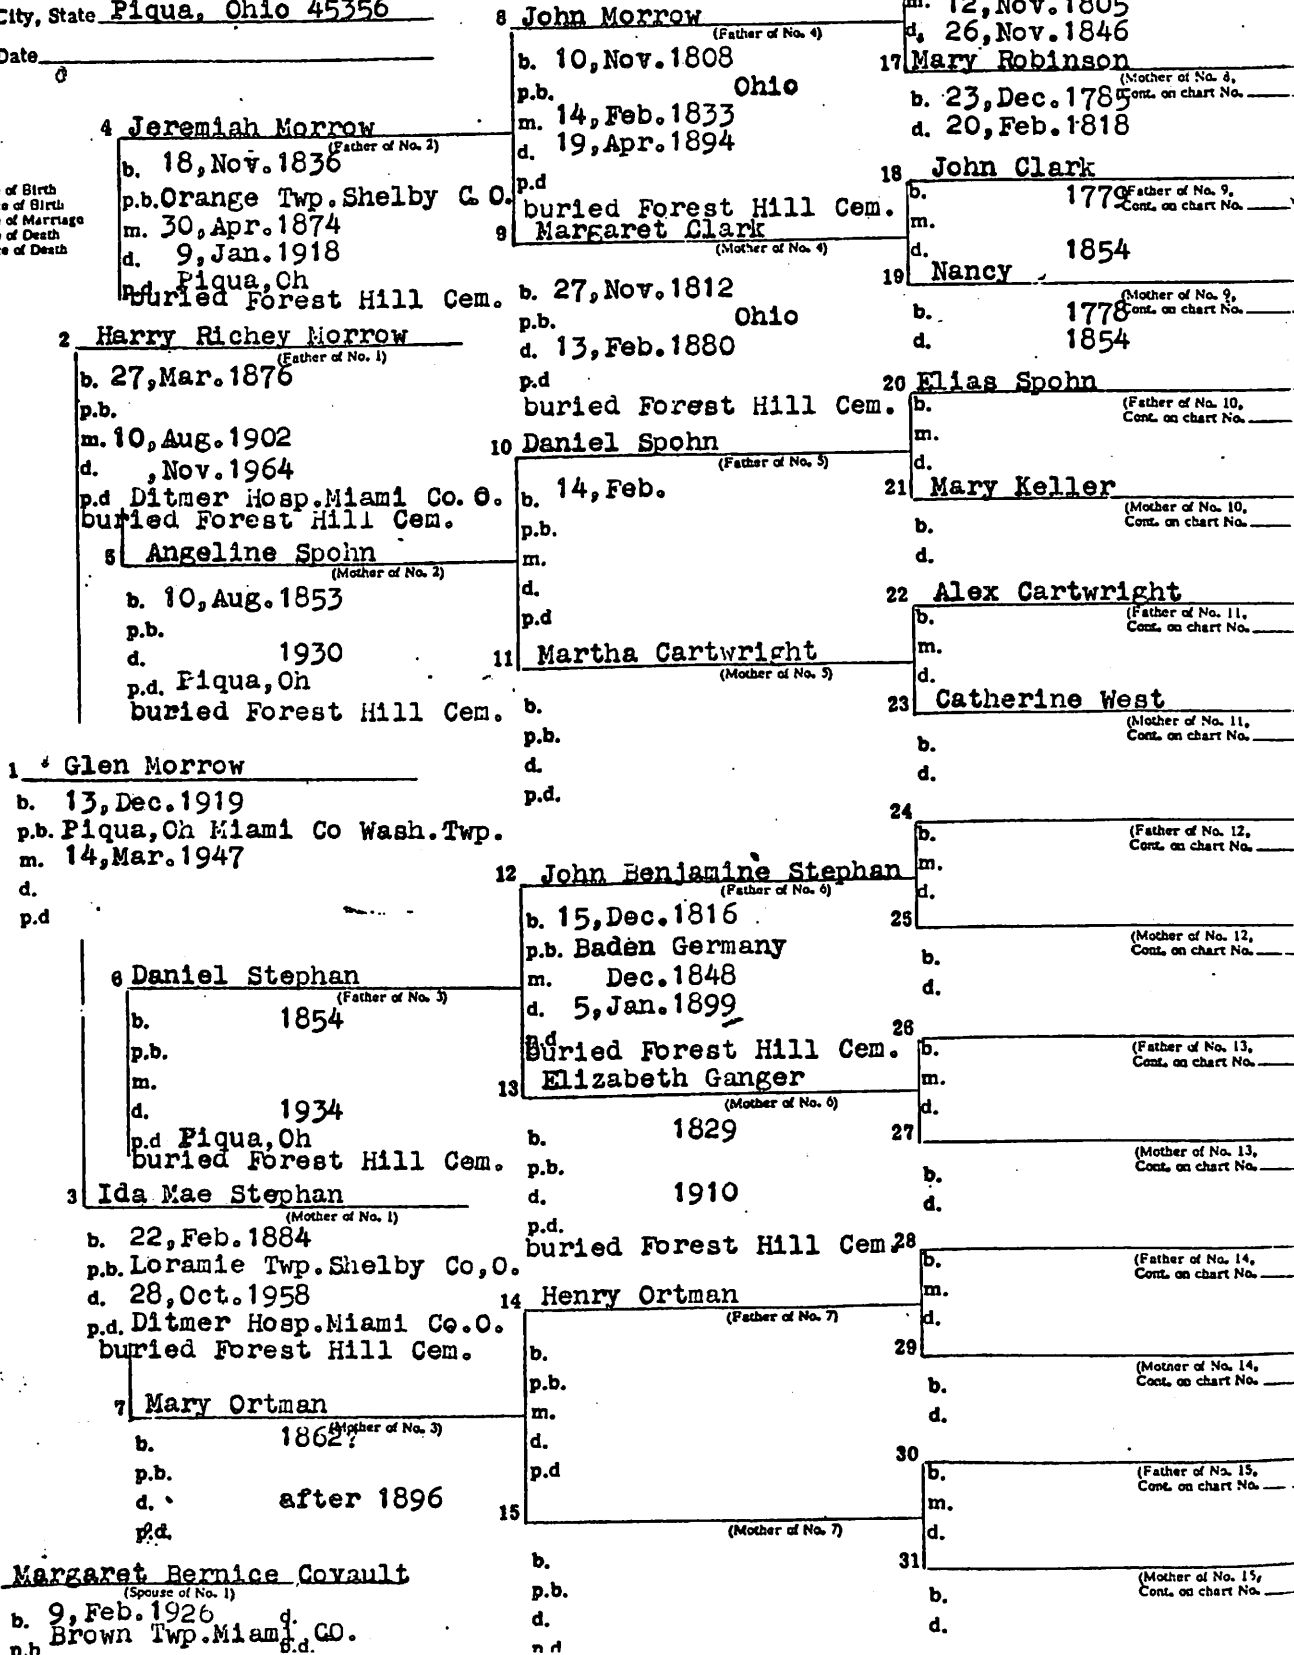 City, State Piqua, Ohio 45356
Date
4 Jeremiah Morrow
(Father of No. 2)
b. 18,Nov.1836
p.b. Orange Twp.Shelby C.O.
m. 30,Apr.1874
d. 9,Jan.1918
p.d. Piqua,Oh
buried Forest Hill Cem.
of Birth
e of Birth
of Marriage
of Death
e of Death
2 Harry Richey Morrow
(Father of No. 1)
b. 27,Mar.1876
p.b.
m. 10,Aug.1902
d. ,Nov.1964
p.d Ditmer Hosp.Miami Co.O.
buried Forest Hill Cem.
5 Angeline Spohn
(Mother of No. 2)
b. 10,Aug.1853
p.b.
d. 1930
p.d. Piqua,Oh
buried Forest Hill Cem.
1 Glen Morrow
b. 13,Dec.1919
p.b. Piqua,Oh Miami Co Wash.Twp.
m. 14,Mar.1947
d.
p.d
6 Daniel Stephan
(Father of No. 3)
b. 1854
p.b.
m.
d. 1934
p.d Piqua,Oh
buried Forest Hill Cem.
3 Ida Mae Stephan
(Mother of No. 1)
b. 22,Feb.1884
p.b. Loramie Twp.Shelby Co,O.
d. 28,Oct.1958
p.d. Ditmer Hosp.Miami Co.O.
buried Forest Hill Cem.
7 Mary Ortman
(Mother of No. 3)
b. 1862?
p.b.
d. after 1896
p.d.
Margaret Bernice Covault
(Spouse of No. 1)
b. 9,Feb.1926 d.
p.b Brown Twp.Miami CO. p.d.
8 John Morrow
(Father of No. 4)
b. 10,Nov.1808
p.b. Ohio
m. 14,Feb.1833
d. 19,Apr.1894
p.d
buried Forest Hill Cem.
9 Margaret Clark
(Mother of No. 4)
b. 27,Nov.1812
p.b. Ohio
d. 13,Feb.1880
p.d
buried Forest Hill Cem.
10 Daniel Spohn
(Father of No. 5)
b. 14,Feb.
p.b.
m.
d.
p.d
11 Martha Cartwright
(Mother of No. 5)
b.
p.b.
d.
p.d.
12 John Benjamine Stephan
(Father of No. 6)
b. 15,Dec.1816
p.b. Baden Germany
m. Dec.1848
d. 5,Jan.1899
p.d
buried Forest Hill Cem.
13 Elizabeth Ganger
(Mother of No. 6)
b. 1829
p.b.
d. 1910
p.d.
buried Forest Hill Cem.
14 Henry Ortman
(Father of No. 7)
b.
p.b.
m.
d.
p.d
15
(Mother of No. 7)
b.
p.b.
d.
p.d
m. 12,Nov.1805
d. 26,Nov.1846
17 Mary Robinson
(Mother of No. 8,
Cont. on chart No.
b. 23,Dec.1785
d. 20,Feb.1818
18 John Clark
(Father of No. 9,
Cont. on chart No.
b. 1779
m.
d. 1854
19 Nancy
(Mother of No. 9,
Cont. on chart No.
b. 1778
d. 1854
20 Elias Spohn
(Father of No. 10,
Cont. on chart No.
b.
m.
d.
21 Mary Keller
(Mother of No. 10,
Cont. on chart No.
b.
d.
22 Alex Cartwright
(Father of No. 11,
Cont. on chart No.
b.
m.
d.
23 Catherine West
(Mother of No. 11,
Cont. on chart No.
b.
d.
24
(Father of No. 12,
Cont. on chart No.
b.
m.
d.
25
(Mother of No. 12,
Cont. on chart No.
b.
d.
26
(Father of No. 13,
Cont. on chart No.
b.
m.
d.
27
(Mother of No. 13,
Cont. on chart No.
b.
d.
28
(Father of No. 14,
Cont. on chart No.
b.
m.
d.
29
(Mother of No. 14,
Cont. on chart No.
b.
d.
30
(Father of No. 15,
Cont. on chart No.
b.
m.
d.
31
(Mother of No. 15,
Cont. on chart No.
b.
d.